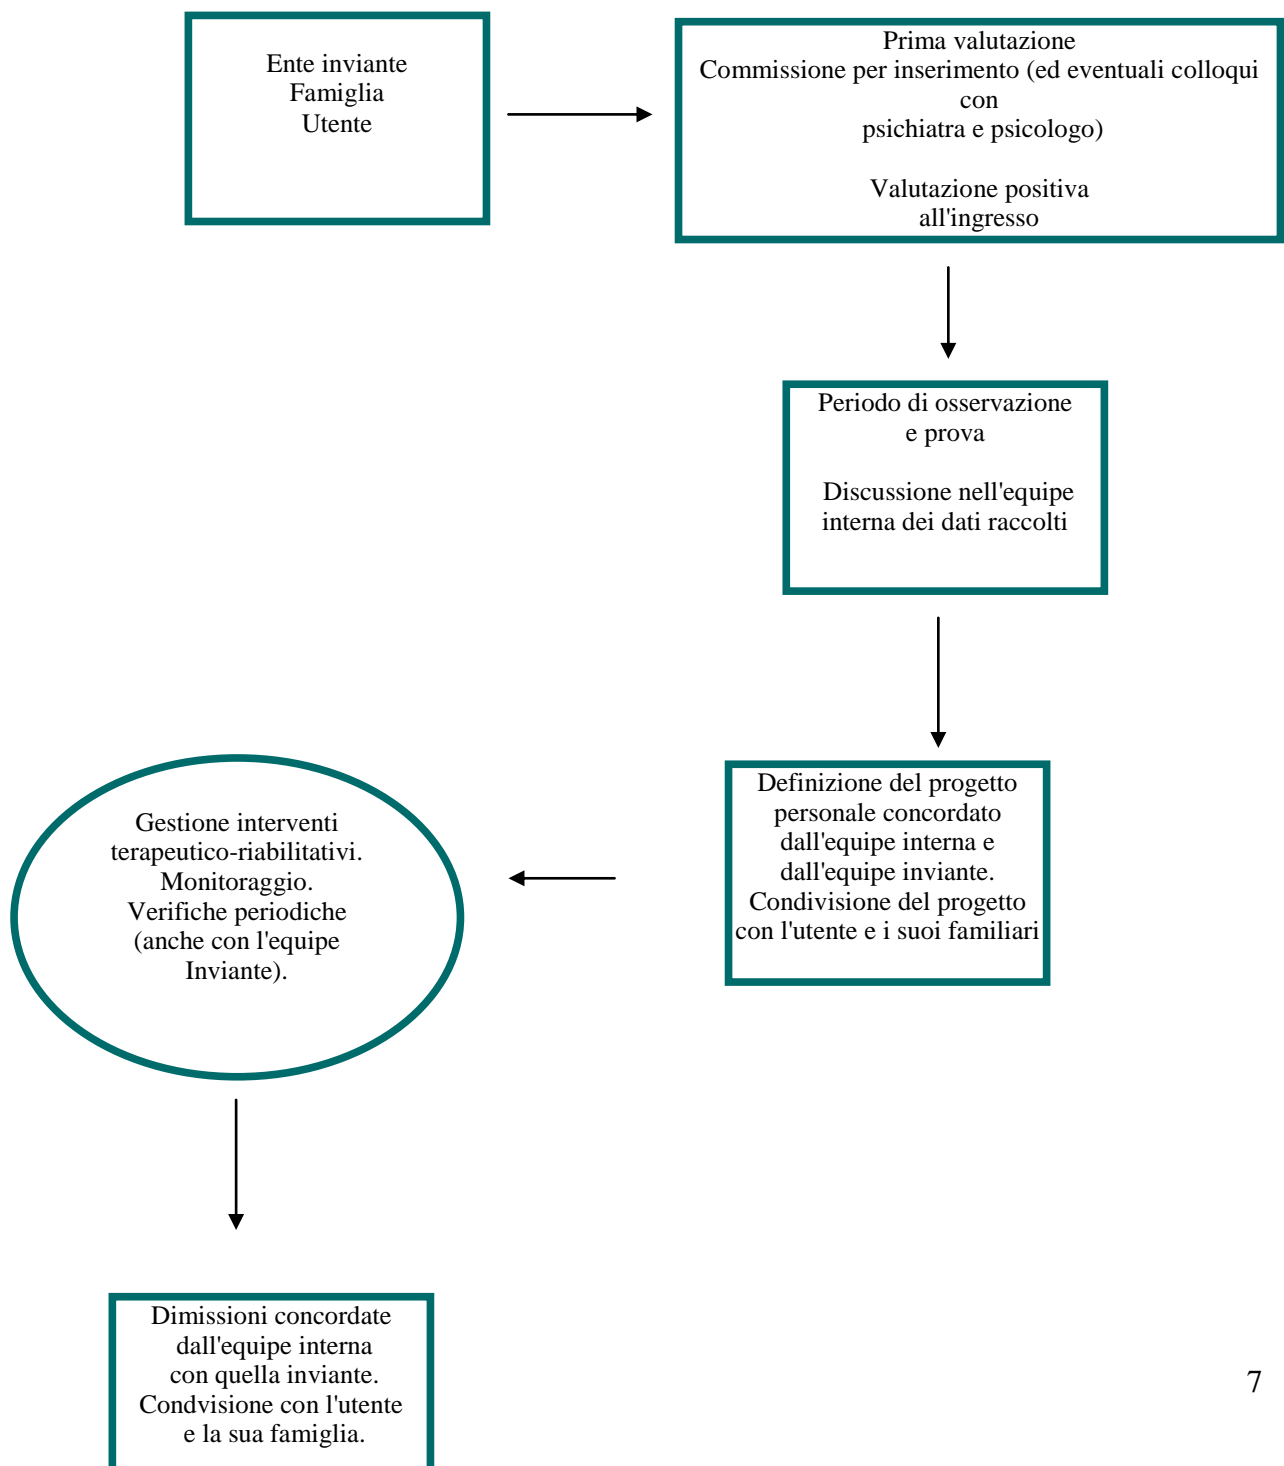 Ente inviante
Famiglia
Utente
Prima valutazione
Commissione per inserimento (ed eventuali colloqui
con
psichiatra e psicologo)
Valutazione positiva
all'ingresso
Periodo di osservazione
e prova
Discussione nell'equipe
interna dei dati raccolti
Definizione del progetto
personale concordato
dall'equipe interna e
dall'equipe inviante.
Condivisione del progetto
con l'utente e i suoi familiari
Gestione interventi
terapeutico-riabilitativi.
Monitoraggio.
Verifiche periodiche
(anche con l'equipe
Inviante).
Dimissioni concordate
dall'equipe interna
con quella inviante.
Condvisione con l'utente
e la sua famiglia.
7